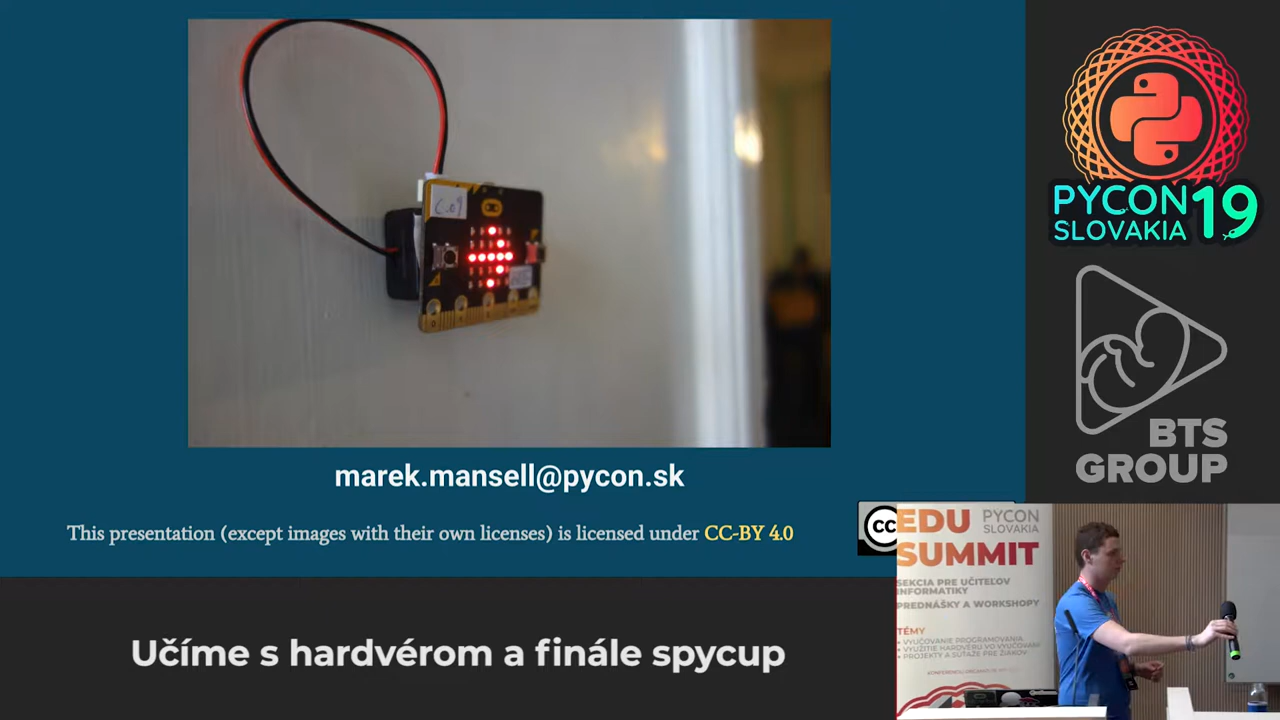 marek.mansell@pycon.sk
This presentation (except images with their own licenses) is licensed under CC-BY 4.0
cc
Učíme s hardvérom a finále spycup
PYCON
SLOVAKIA
19
BTS
GROUP
EDU
SUMMIT
PYCON
SLOVAKIA
SEKCIA PRE UČITEĽOV
INFORMATIKY
PREDNÁŠKY A WORKSHOPY
TÉMY
• VYUČOVANIE PROGRAMOVANIA
• VYUŽITIE HARDVÉRU VO VYUČOVANÍ
• PROJEKTY A SÚŤAŽE PRE ŽIAKOV